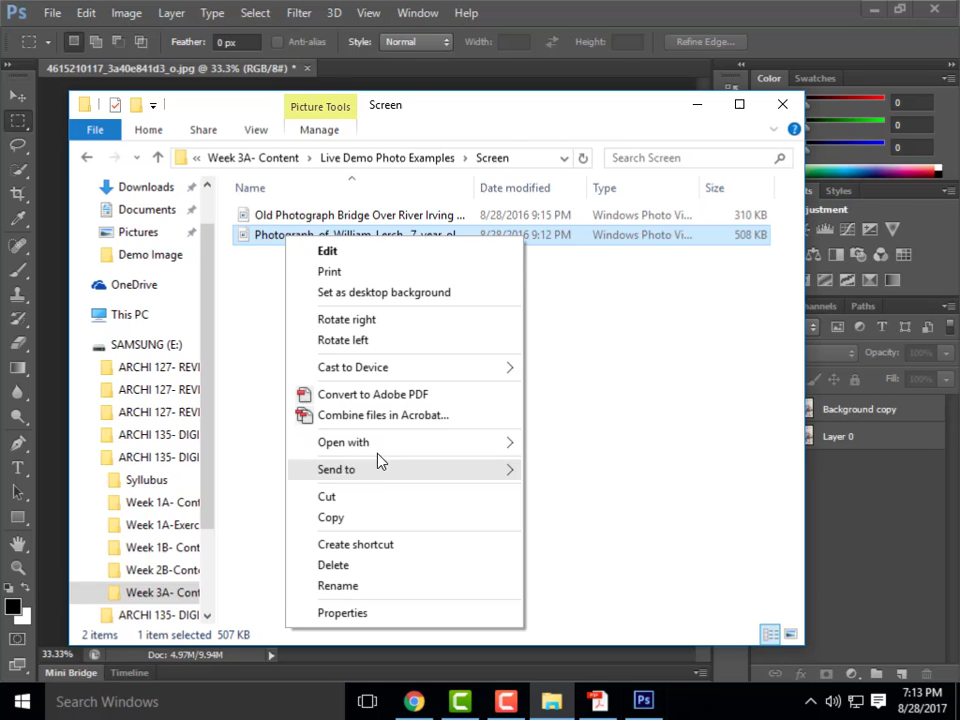 Ps File Edit Image Layer Type Select Filter 3D View Window Help
Feather: 0 px Anti-alias Style: Normal Width: Height: Refine Edge...
4615210117_3a40e841d3_o.jpg @ 33.3% (RGB/8#) * ×
Color Swatches
0
0
0
Styles
Paths
Opacity: 100%
Fill: 100%
Background copy
Layer 0
Picture Tools Screen
File Home Share View Manage
« Week 3A- Content Live Demo Photo Examples Screen Search Screen
Name Date modified Type Size
Old Photograph Bridge Over River Irving ... 8/28/2016 9:15 PM Windows Photo Vi... 310 KB
8/28/2016 9:12 PM Windows Photo Vi... 508 KB
Downloads
Documents
Pictures
Demo Image
OneDrive
This PC
SAMSUNG (E:)
ARCHI 127- REVI
ARCHI 127- REVI
ARCHI 127- REVI
ARCHI 135- DIGI
ARCHI 135- DIGI
Syllubus
Week 1A- Cont
Week 1A-Exerc
Week 1B- Conte
Week 2B-Conte
Week 3A- Cont
ARCHI 135- DIGI
Edit
Print
Set as desktop background
Rotate right
Rotate left
Cast to Device
Convert to Adobe PDF
Combine files in Acrobat...
Open with
Send to
Cut
Copy
Create shortcut
Delete
Rename
Properties
2 items 1 item selected 507 KB
33.33% Doc: 4.97M/9.94M
Mini Bridge Timeline
Search Windows
7:13 PM
8/28/2017